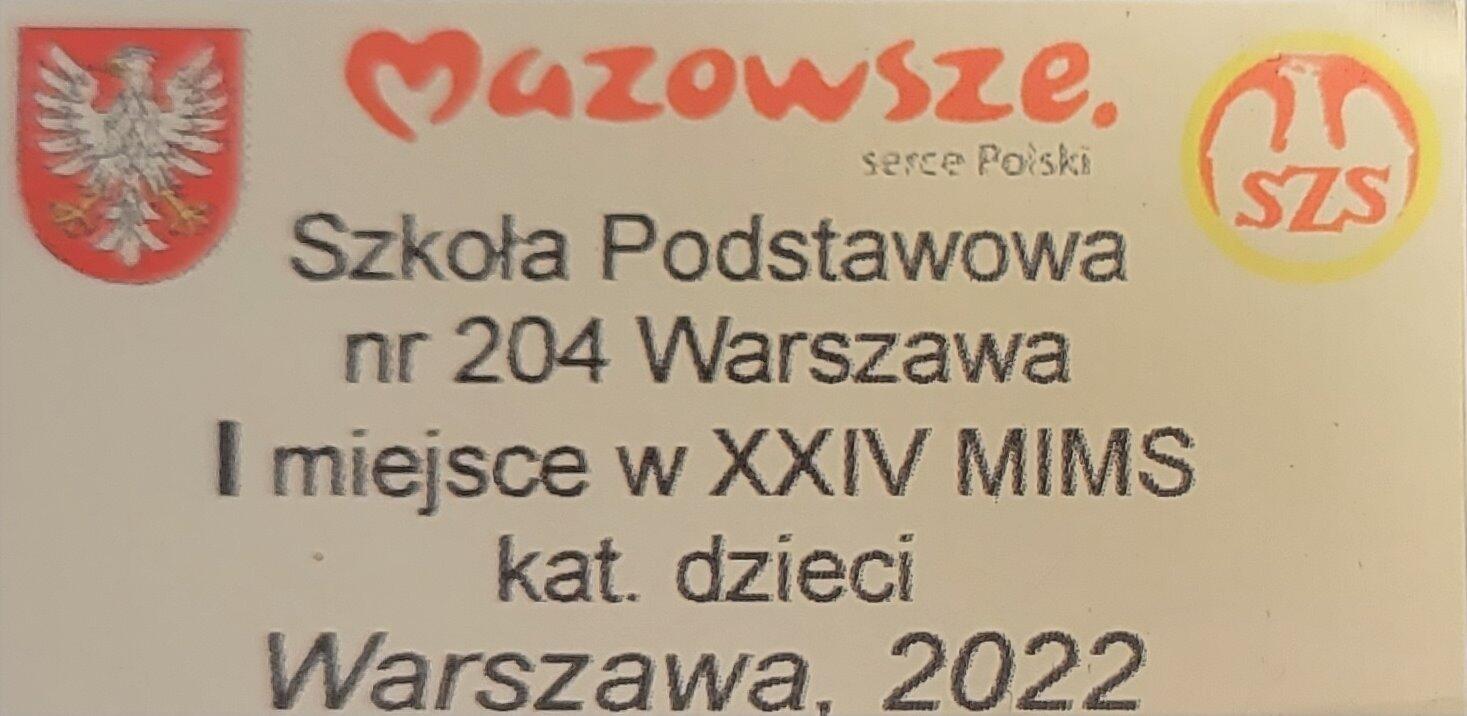 Mazowsze.
serce Polski
SZS
Szkoła Podstawowa
nr 204 Warszawa
I miejsce w XXIV MIMS
kat. dzieci
Warszawa, 2022